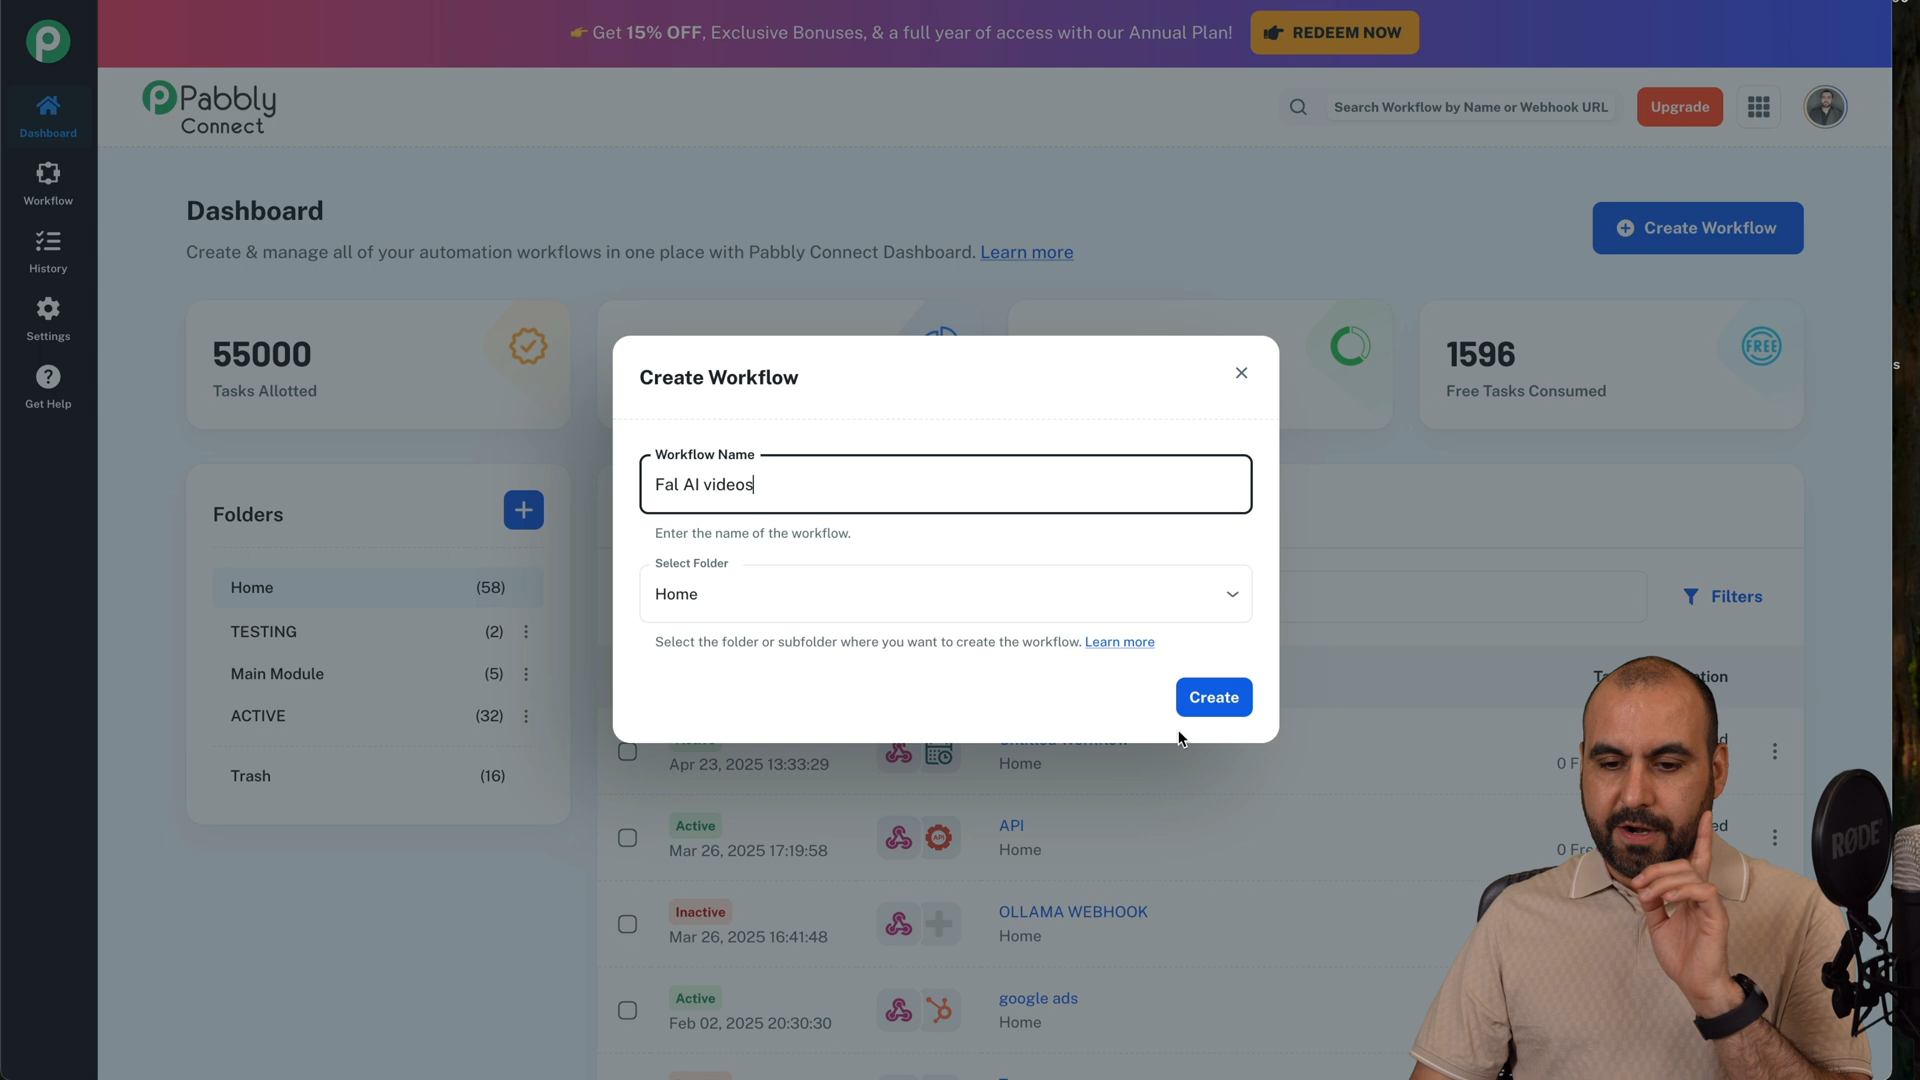 👉 Get 15% OFF, Exclusive Bonuses, & a full year of access with our Annual Plan!
REDEEM NOW
Pabbly
Connect
Search Workflow by Name or Webhook URL
Upgrade
Dashboard
Workflow
History
Settings
Get Help
Dashboard
Create & manage all of your automation workflows in one place with Pabbly Connect Dashboard. Learn more
Create Workflow
55000
Tasks Allotted
1596
Free Tasks Consumed
FREE
Folders
Home (58)
TESTING (2)
Main Module (5)
ACTIVE (32)
Trash (16)
Create Workflow
Workflow Name
Fal AI videos
Enter the name of the workflow.
Select Folder
Home
Select the folder or subfolder where you want to create the workflow. Learn more
Create
Filters
Apr 23, 2025 13:33:29
Home
Active
Mar 26, 2025 17:19:58
API
API
Home
Inactive
Mar 26, 2025 16:41:48
OLLAMA WEBHOOK
Home
Active
Feb 02, 2025 20:30:30
google ads
Home
RØDE